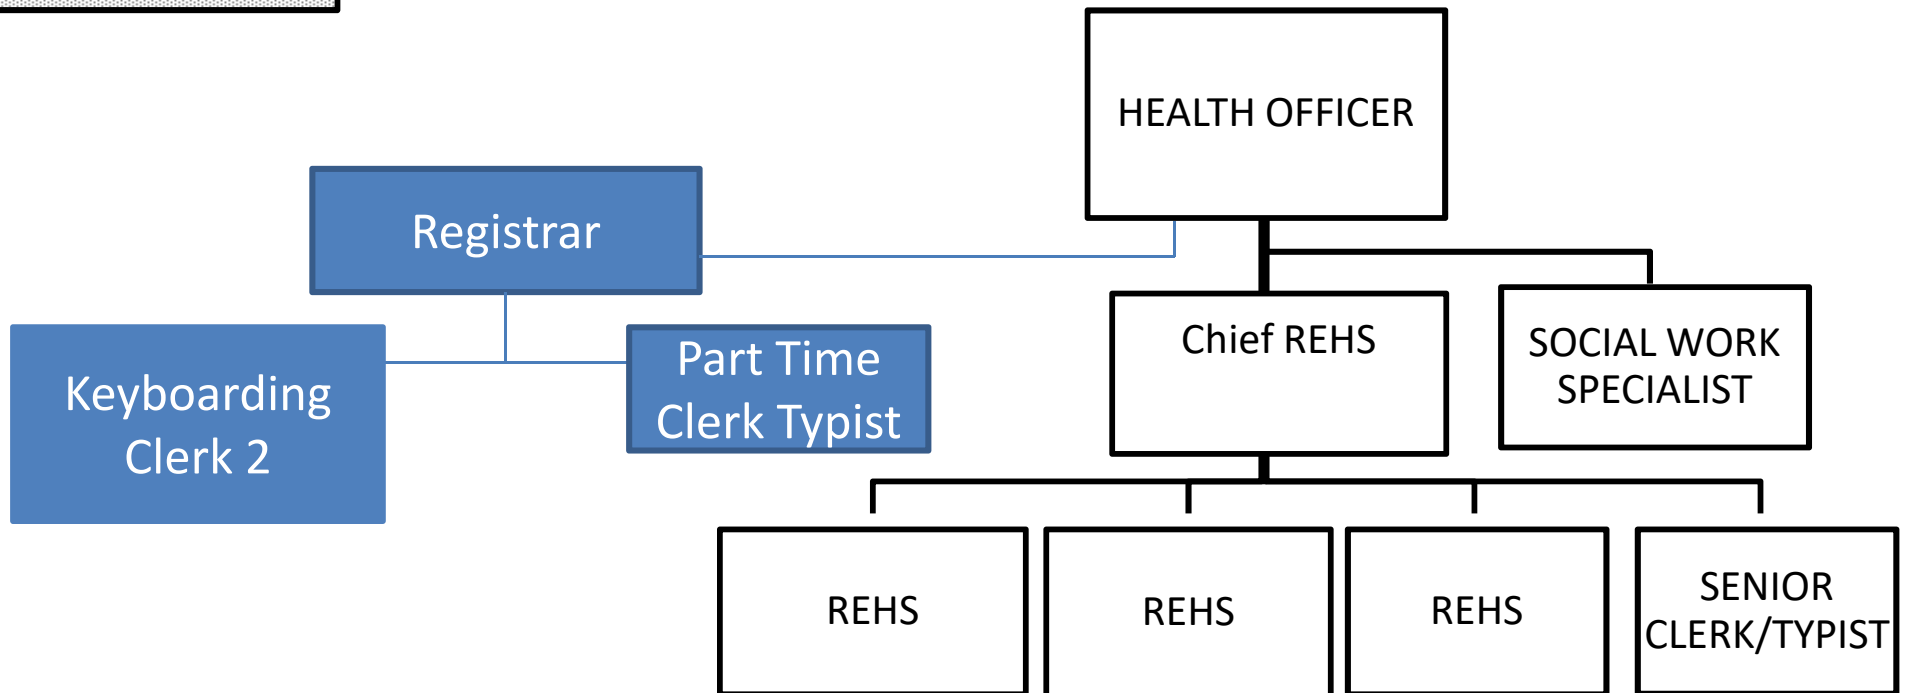 HEALTH OFFICER
Registrar
Chief REHS
SOCIAL WORK
SPECIALIST
Keyboarding
Clerk 2
Part Time
Clerk Typist
REHS
REHS
REHS
SENIOR
CLERK/TYPIST